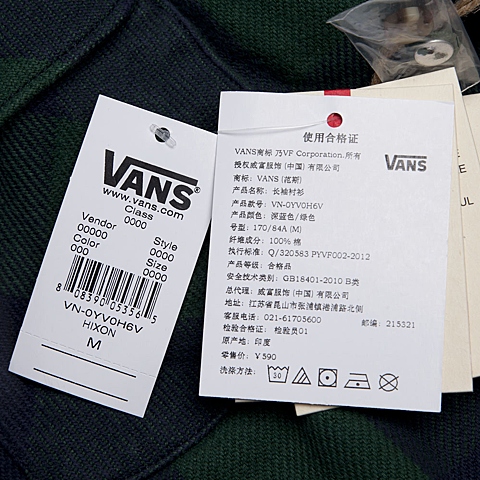 VANS®
www.vans.com
Class
0000
Vendor
00000
Style
0000
Color
000
Size
0000
8 08390 05356 5
VN-0YV0H6V
HIXON
M
使用合格证
VANS商标 乃VF Corporation.所有
授权威富服饰(中国)有限公司
VANS
商标: VANS (范斯)
产品名称: 长袖衬衫
产品款号: VN-0YV0H6V
产品颜色: 深蓝色/绿色
号型: 170/84A (M)
纤维成分: 100% 棉
执行标准: Q/320583 PYVF002-2012
产品等级: 合格品
安全技术类别: GB18401-2010 B类
总代理: 威富服饰(中国)有限公司
地址: 江苏省昆山市张浦镇港浦路北侧
客服电话: 021-61705600
邮编: 215321
检验合格证: 检验员01
原产地: 印度
零售价: ¥590
洗涤方法:
30
E
UL